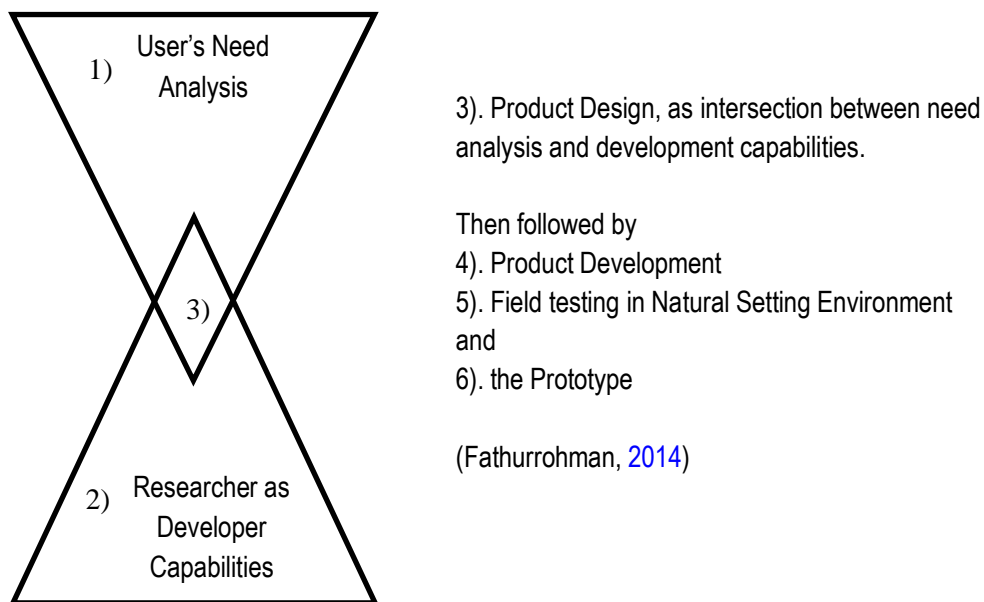 1)
User’s Need
Analysis
3)
2)
Researcher as
Developer
Capabilities
3). Product Design, as intersection between need
analysis and development capabilities.
Then followed by
4). Product Development
5). Field testing in Natural Setting Environment
and
6). the Prototype
(Fathurrohman, 2014)